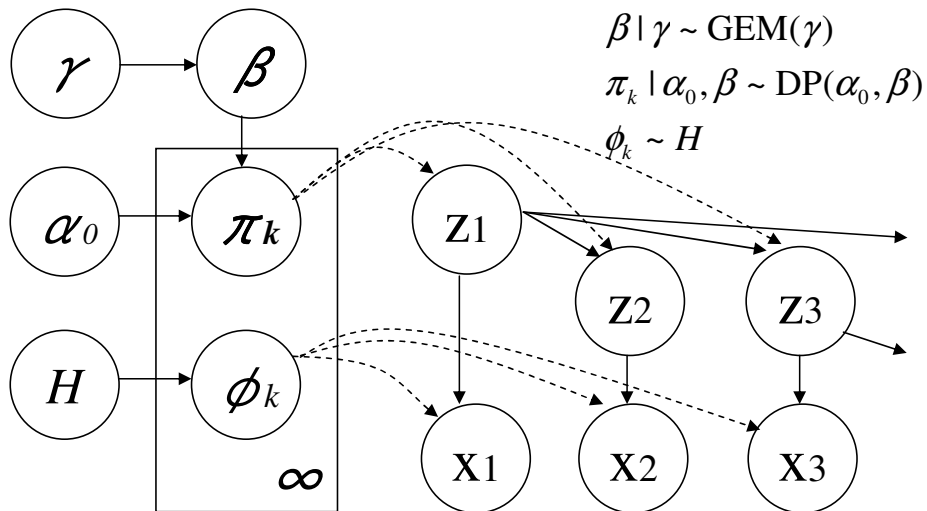 γ
β
β | γ ~ GEM(γ)
π_k | α_0, β ~ DP(α_0, β)
ϕ_k ~ H
α_0
π_k
z1
z2
z3
H
ϕ_k
∞
x1
x2
x3